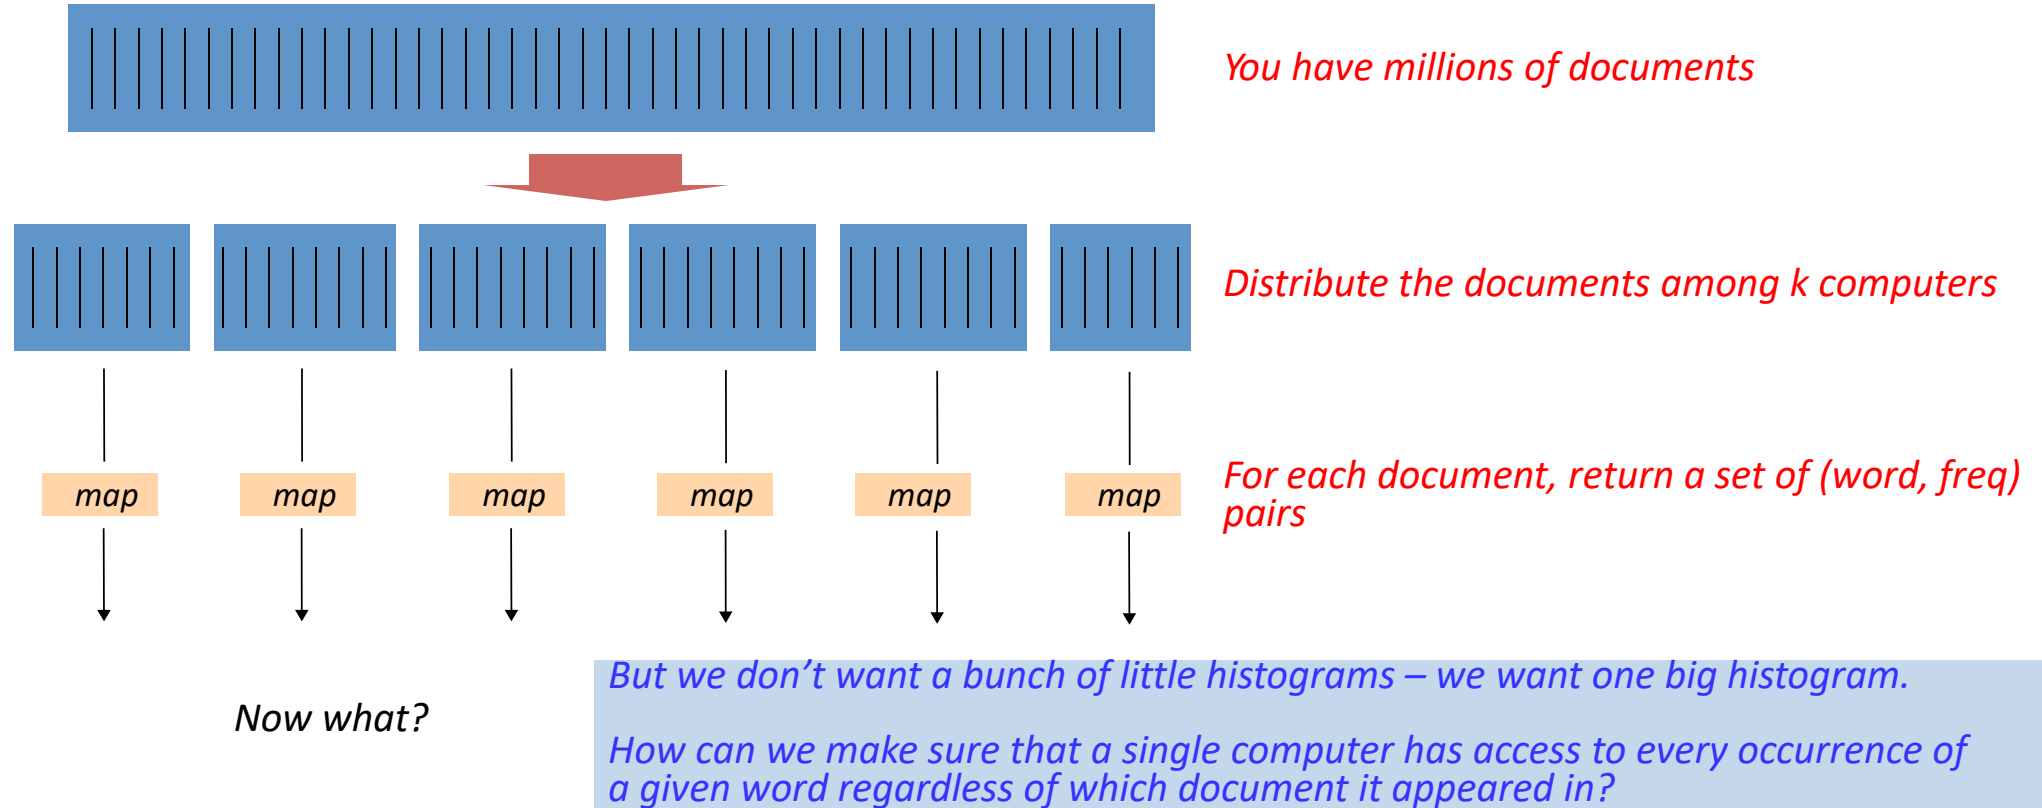 You have millions of documents
Distribute the documents among k computers
map map map map map map
For each document, return a set of (word, freq)
pairs
Now what?
But we don’t want a bunch of little histograms – we want one big histogram.
How can we make sure that a single computer has access to every occurrence of
a given word regardless of which document it appeared in?